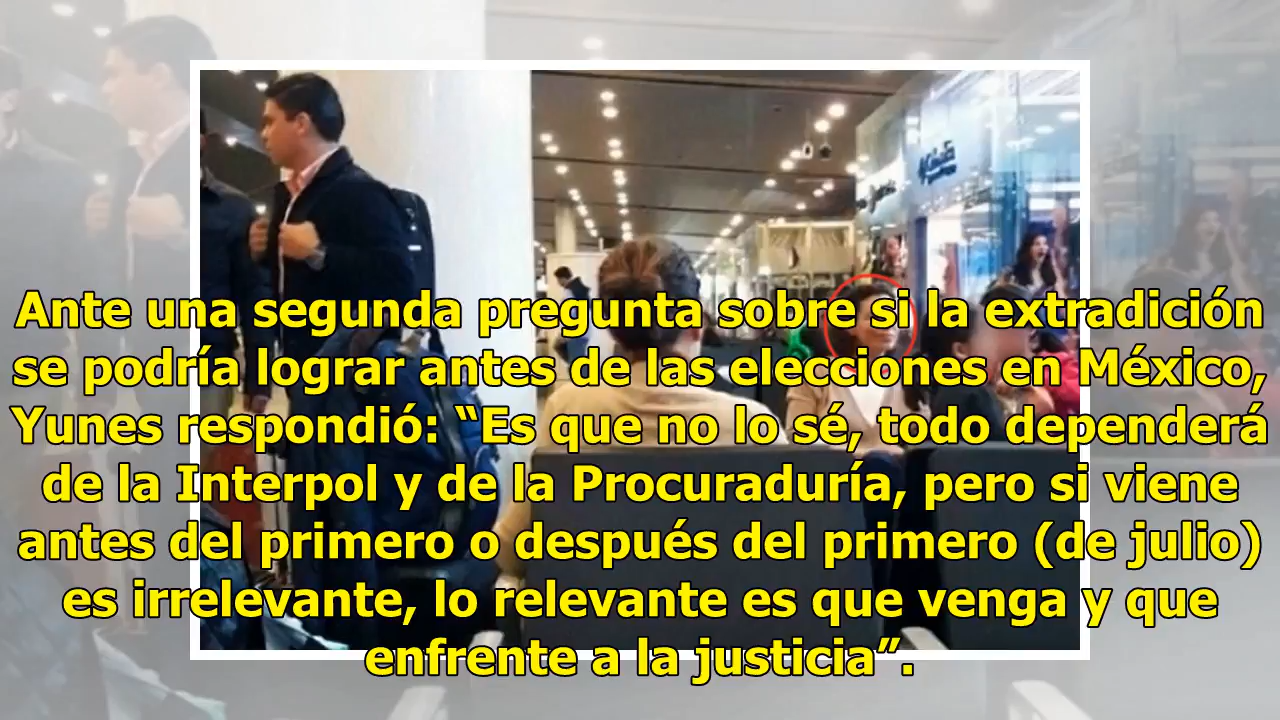 Ante una segunda pregunta sobre si la extradición
se podría lograr antes de las elecciones en México,
Yunes respondió: “Es que no lo sé, todo dependerá
de la Interpol y de la Procuraduría, pero si viene
antes del primero o después del primero (de julio)
es irrelevante, lo relevante es que venga y que
enfrente a la justicia”.